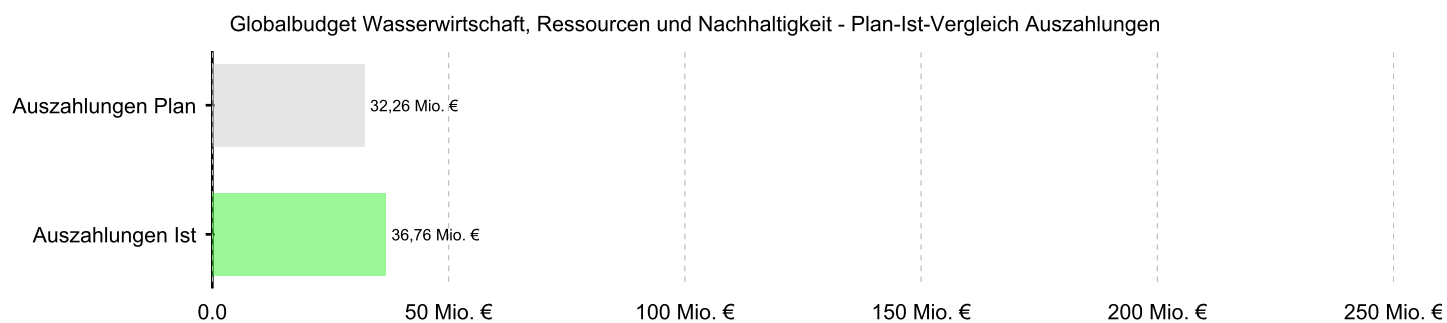 Globalbudget Wasserwirtschaft, Ressourcen und Nachhaltigkeit - Plan-Ist-Vergleich Auszahlungen
Auszahlungen Plan
32,26 Mio. €
Auszahlungen Ist
36,76 Mio. €
0.0 50 Mio. € 100 Mio. € 150 Mio. € 200 Mio. € 250 Mio. €